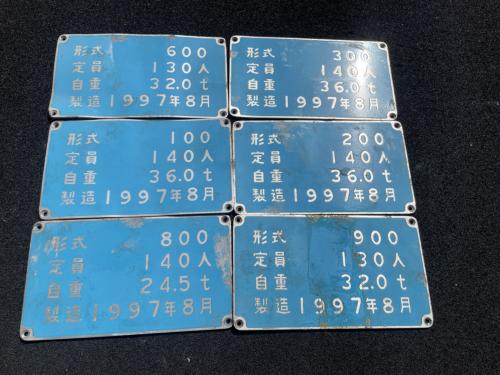 形式 600
定員 130人
自重 32.0t
製造 1997年8月
形式 300
定員 140人
自重 36.0t
製造 1997年8月
形式 100
定員 140人
自重 36.0t
製造 1997年8月
形式 200
定員 140人
自重 36.0t
製造 1997年8月
形式 800
定員 140人
自重 24.5t
製造 1997年8月
形式 900
定員 130人
自重 32.0t
製造 1997年8月